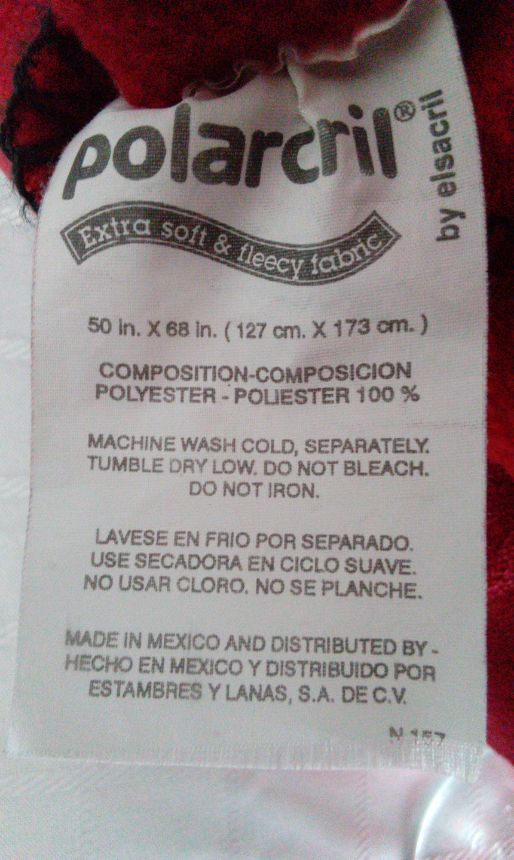 polarcril®
by elsacril
Extra soft & fleecy fabric
50 in. X 68 in. ( 127 cm. X 173 cm. )
COMPOSITION-COMPOSICION
POLYESTER - POLIESTER 100 %
MACHINE WASH COLD, SEPARATELY.
TUMBLE DRY LOW. DO NOT BLEACH.
DO NOT IRON.
LAVESE EN FRIO POR SEPARADO.
USE SECADORA EN CICLO SUAVE.
NO USAR CLORO. NO SE PLANCHE.
MADE IN MEXICO AND DISTRIBUTED BY -
HECHO EN MEXICO Y DISTRIBUIDO POR
ESTAMBRES Y LANAS, S.A. DE C.V.
N 157